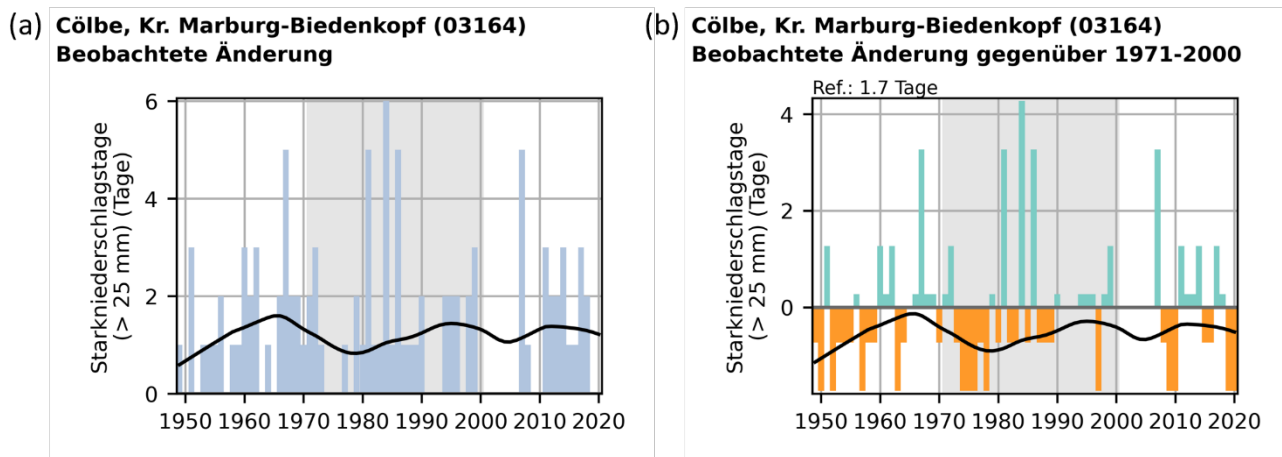 (a) Cölbe, Kr. Marburg-Biedenkopf (03164)
Beobachtete Änderung
Starkniederschlagstage
(> 25 mm) (Tage)
6
4
2
0
1950 1960 1970 1980 1990 2000 2010 2020
(b) Cölbe, Kr. Marburg-Biedenkopf (03164)
Beobachtete Änderung gegenüber 1971-2000
Ref.: 1.7 Tage
Starkniederschlagstage
(> 25 mm) (Tage)
4
2
0
1950 1960 1970 1980 1990 2000 2010 2020